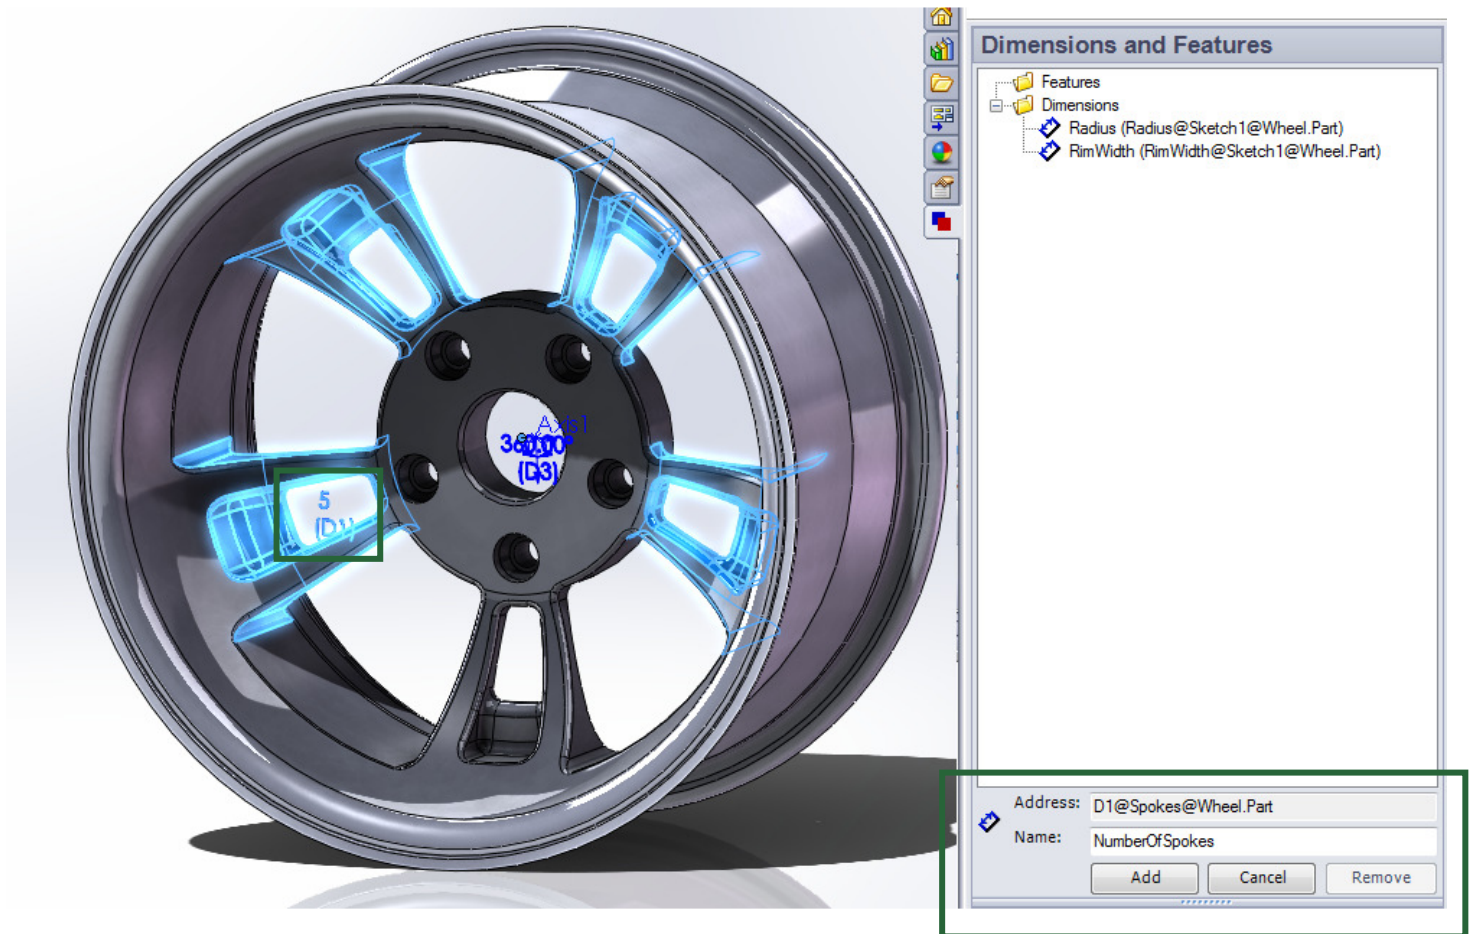 Dimensions and Features
Features
Dimensions
Radius (Radius@Sketch1@Wheel.Part)
RimWidth (RimWidth@Sketch1@Wheel.Part)
Axis1
(D3)
5
(D1)
Address: D1@Spokes@Wheel.Part
Name: NumberOfSpokes
Add Cancel Remove